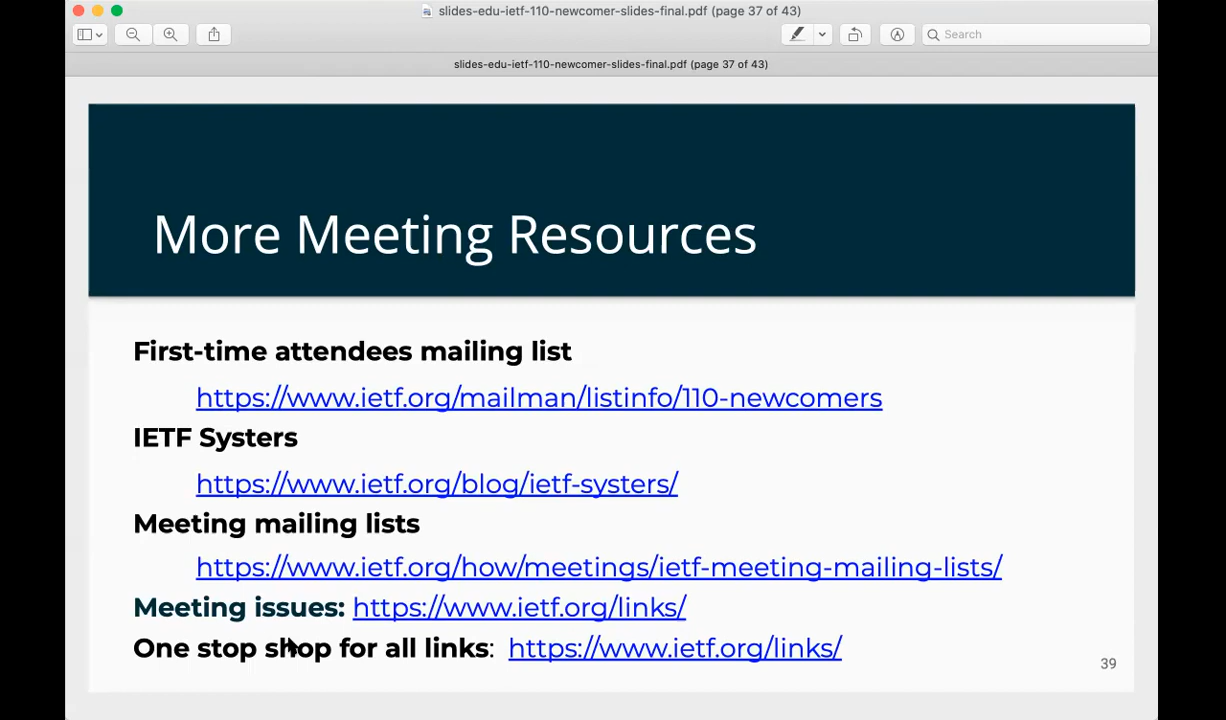 slides-edu-ietf-110-newcomer-slides-final.pdf (page 37 of 43)
Search
slides-edu-ietf-110-newcomer-slides-final.pdf (page 37 of 43)
More Meeting Resources
First-time attendees mailing list
https://www.ietf.org/mailman/listinfo/110-newcomers
IETF Systers
https://www.ietf.org/blog/ietf-systers/
Meeting mailing lists
https://www.ietf.org/how/meetings/ietf-meeting-mailing-lists/
Meeting issues: https://www.ietf.org/links/
One stop shop for all links: https://www.ietf.org/links/
39